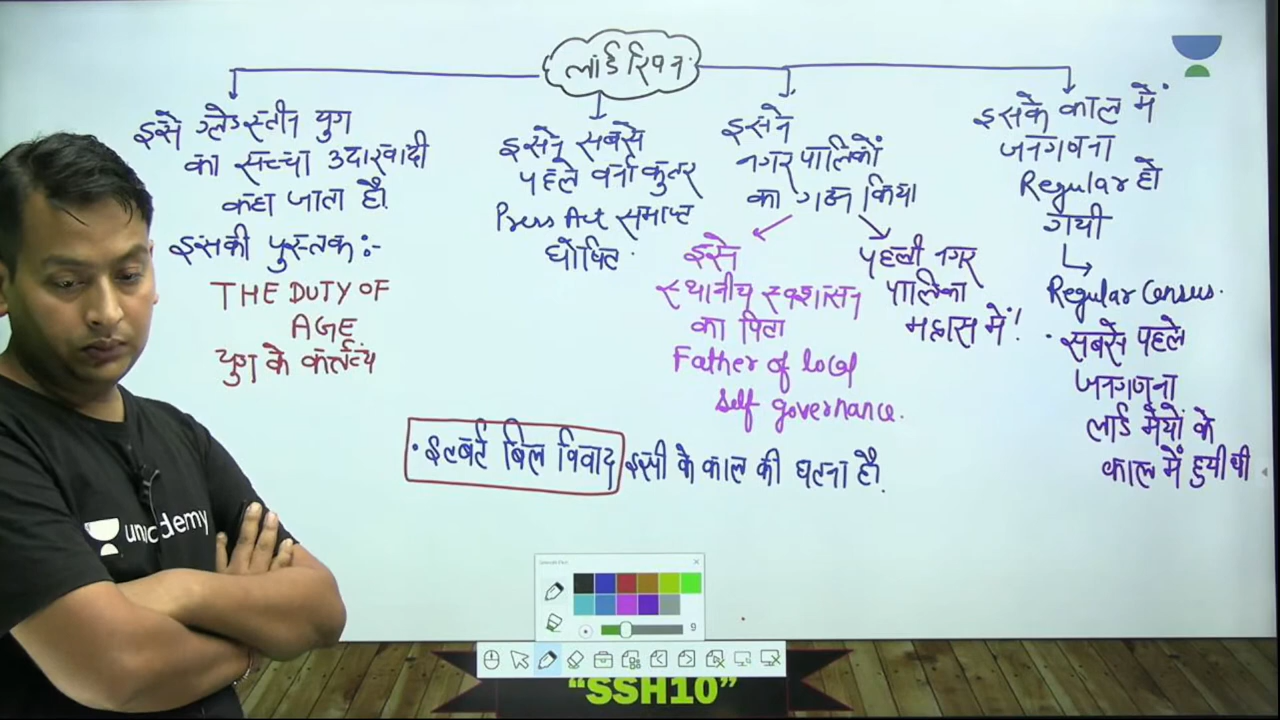 लार्ड रिपन
इसे ग्लेडस्टीन युग
का सच्चा उदारवादी
कहा जाता है।
इसकी पुस्तक :-
THE DUTY OF
AGE.
युग के कर्तव्य
इसने सबसे
पहले वर्नाकुलर
Press Act समाप्त
घोषित
इसने
नगर पालिकों
का गठन किया
इसे
स्थानीय स्वशासन
का पिता
Father of local
Self governance.
पहली नगर
पालिका
मद्रास में!
इसके काल में
जनगणना
Regular हो
गयी
Regular Census.
सबसे पहले
जनगणना
लार्ड मेयों के
काल में हुयी थी
• इल्बर्ट बिल विवाद इसी के काल की घटना है।
unacademy
9
"SSH10"